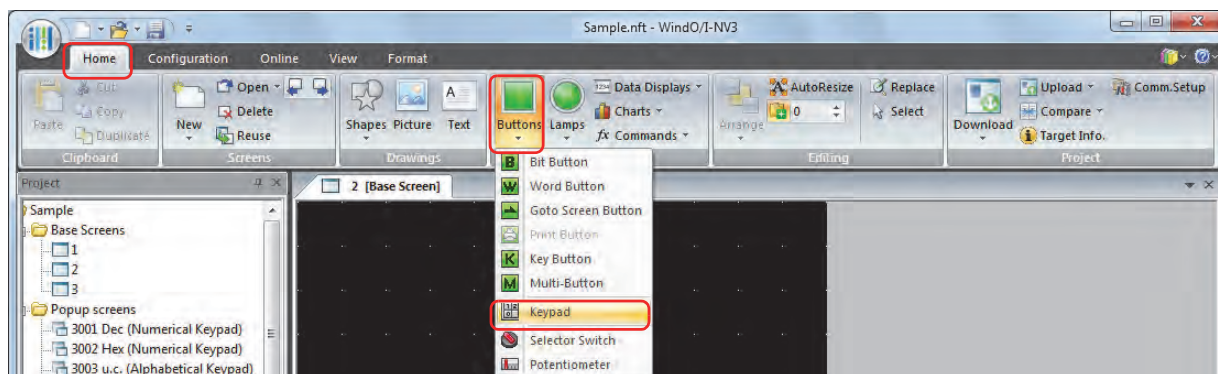 Sample.nft - WindO/I-NV3
Home Configuration Online View Format
Paste
Cut
Copy
Duplicate
Clipboard
New
Open
Delete
Reuse
Screens
Shapes Picture Text
Drawings
Buttons Lamps
Data Displays
Charts
fx Commands
Arrange
AutoResize
0
Replace
Select
Editing
Download
Upload
Compare
Target Info.
Comm.Setup
Project
Project
Sample
Base Screens
1
2
3
Popup screens
3001 Dec (Numerical Keypad)
3002 Hex (Numerical Keypad)
3003 u.c. (Alphabetical Keypad)
2 [Base Screen]
B Bit Button
W Word Button
Goto Screen Button
Print Button
K Key Button
M Multi-Button
Keypad
Selector Switch
Potentiometer